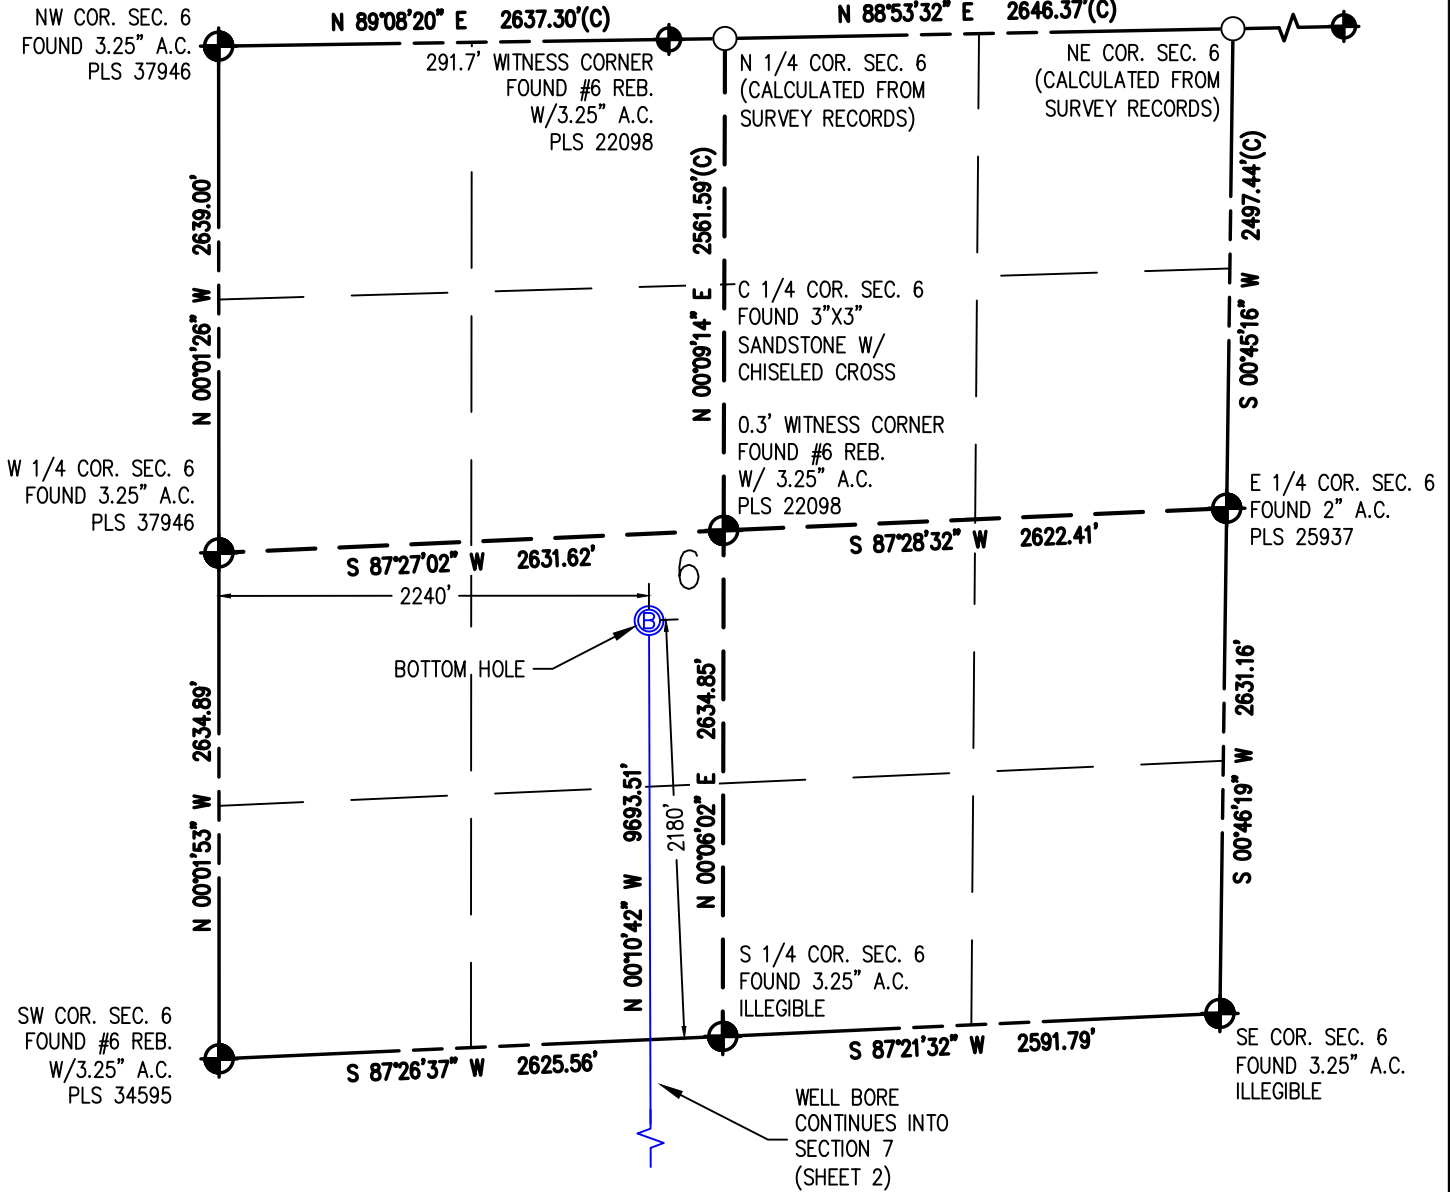 NW COR. SEC. 6
FOUND 3.25" A.C.
PLS 37946
N 89°08'20" E 2637.30'(C)
N 88°53'32" E 2646.37'(C)
291.7' WITNESS CORNER
FOUND #6 REB.
W/3.25" A.C.
PLS 22098
N 1/4 COR. SEC. 6
(CALCULATED FROM
SURVEY RECORDS)
NE COR. SEC. 6
(CALCULATED FROM
SURVEY RECORDS)
N 00°01'26" W 2639.00'
N 00°09'14" E 2561.59'(C)
S 00°45'16" W 2497.44'(C)
C 1/4 COR. SEC. 6
FOUND 3"X3"
SANDSTONE W/
CHISELED CROSS
0.3' WITNESS CORNER
FOUND #6 REB.
W/ 3.25" A.C.
PLS 22098
W 1/4 COR. SEC. 6
FOUND 3.25" A.C.
PLS 37946
E 1/4 COR. SEC. 6
FOUND 2" A.C.
PLS 25937
S 87°27'02" W 2631.62'
S 87°28'32" W 2622.41'
6
2240'
B
BOTTOM HOLE
N 00°01'53" W 2634.89'
N 00°10'42" W 9693.51'
2180'
N 00°06'02" E 2634.85'
S 00°46'19" W 2631.16'
S 1/4 COR. SEC. 6
FOUND 3.25" A.C.
ILLEGIBLE
SW COR. SEC. 6
FOUND #6 REB.
W/3.25" A.C.
PLS 34595
S 87°26'37" W 2625.56'
S 87°21'32" W 2591.79'
SE COR. SEC. 6
FOUND 3.25" A.C.
ILLEGIBLE
WELL BORE
CONTINUES INTO
SECTION 7
(SHEET 2)